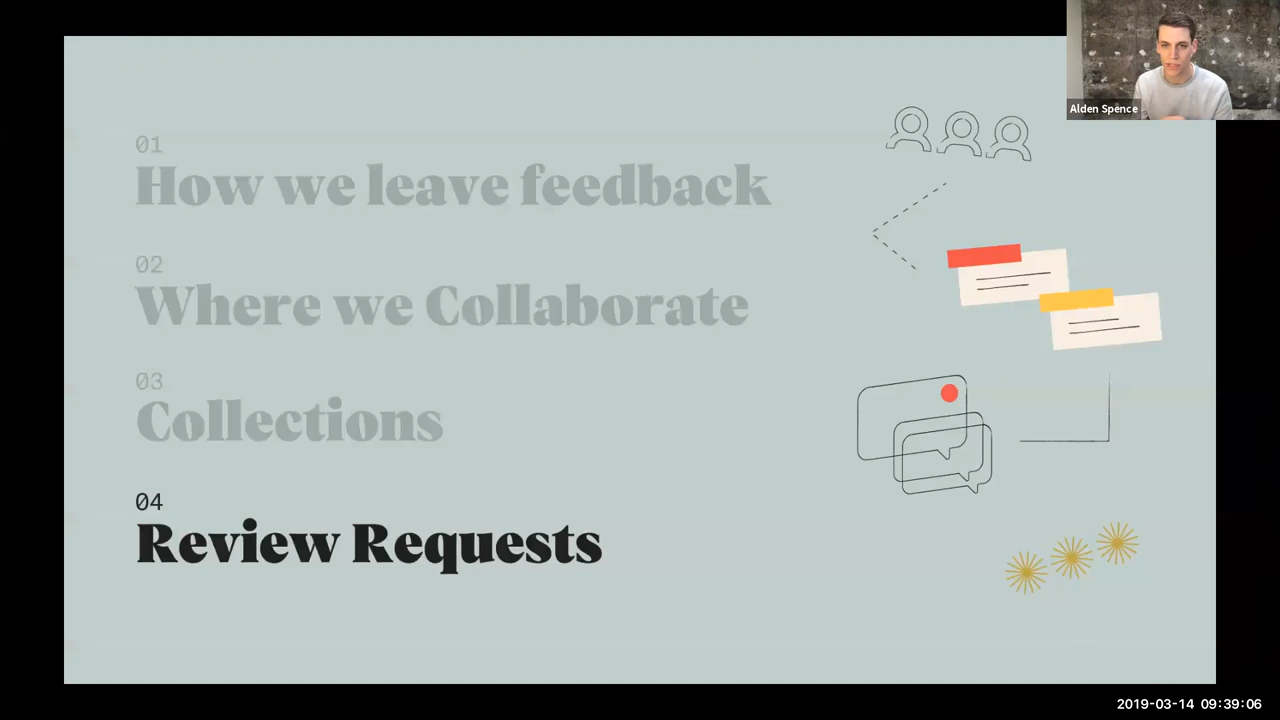 Alden Spence
01
How we leave feedback
02
Where we Collaborate
03
Collections
04
Review Requests
2019-03-14 09:39:06